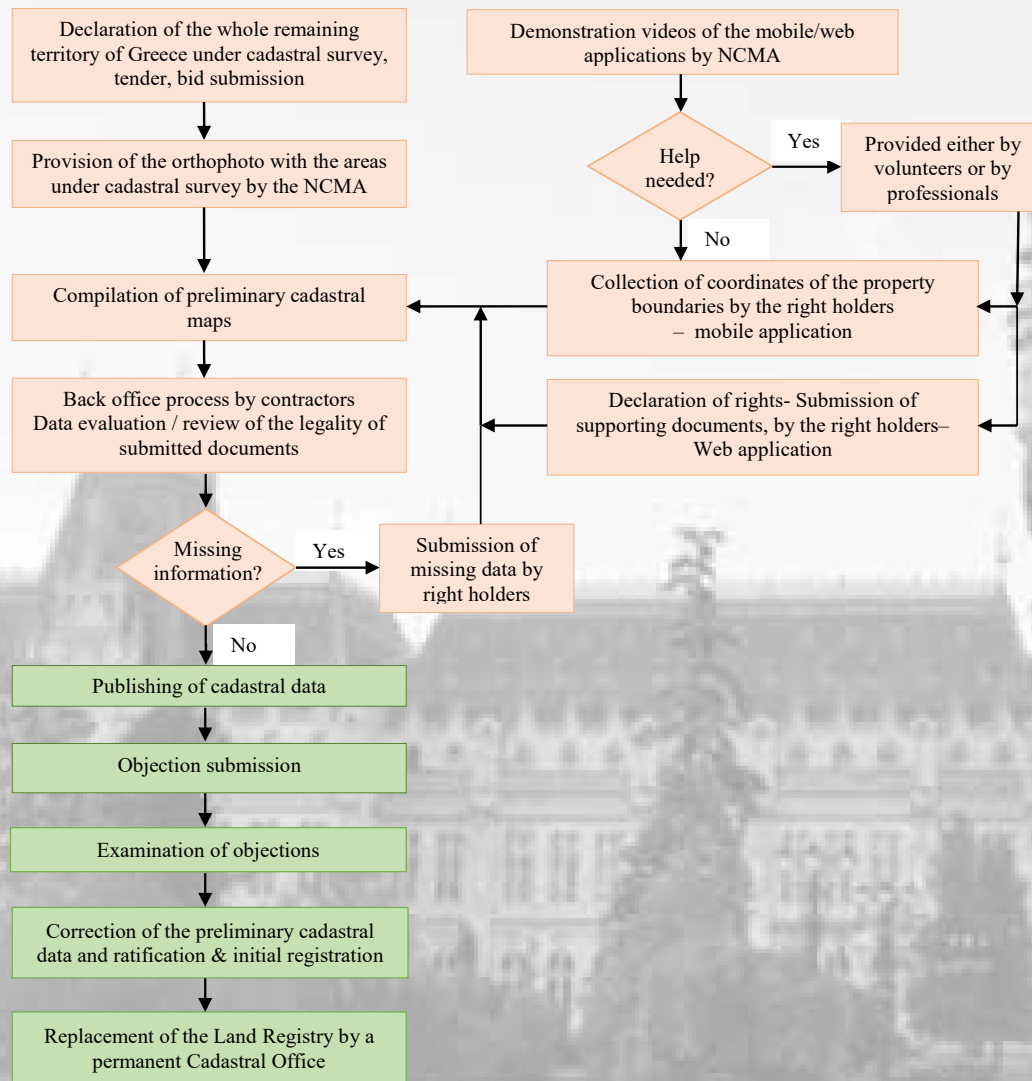 Declaration of the whole remaining
territory of Greece under cadastral survey,
tender, bid submission
Provision of the orthophoto with the areas
under cadastral survey by the NCMA
Compilation of preliminary cadastral
maps
Back office process by contractors
Data evaluation / review of the legality of
submitted documents
Missing
information?
Yes
Submission of
missing data by
right holders
No
Demonstration videos of the mobile/web
applications by NCMA
Help
needed?
Yes
Provided either by
volunteers or by
professionals
No
Collection of coordinates of the property
boundaries by the right holders
– mobile application
Declaration of rights- Submission of
supporting documents, by the right holders–
Web application
Publishing of cadastral data
Objection submission
Examination of objections
Correction of the preliminary cadastral
data and ratification & initial registration
Replacement of the Land Registry by a
permanent Cadastral Office